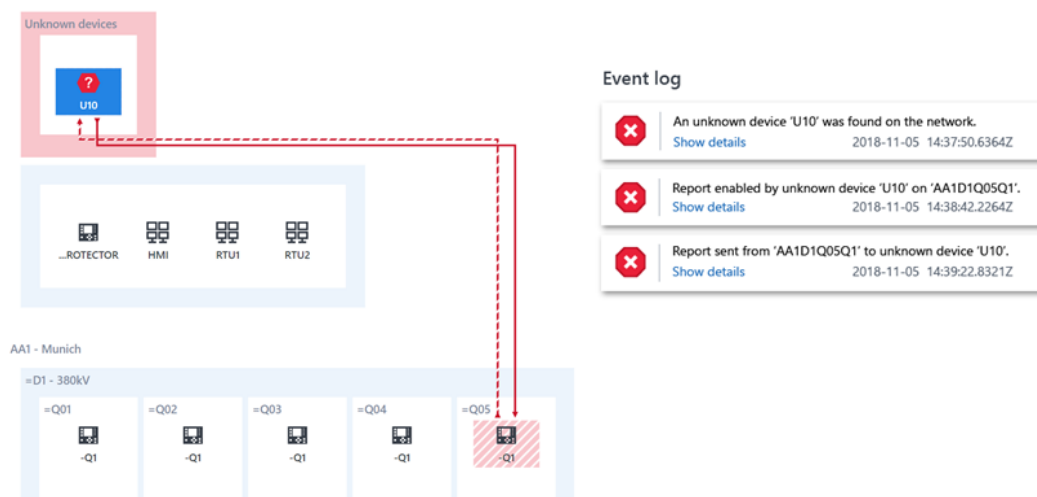 Unknown devices
?
U10
...ROTECTOR
HMI
RTU1
RTU2
AA1 - Munich
=D1 - 380kV
=Q01
=Q02
=Q03
=Q04
=Q05
-Q1
-Q1
-Q1
-Q1
-Q1
Event log
An unknown device 'U10' was found on the network.
Show details 2018-11-05 14:37:50.6364Z
Report enabled by unknown device 'U10' on 'AA1D1Q05Q1'.
Show details 2018-11-05 14:38:42.2264Z
Report sent from 'AA1D1Q05Q1' to unknown device 'U10'.
Show details 2018-11-05 14:39:22.8321Z